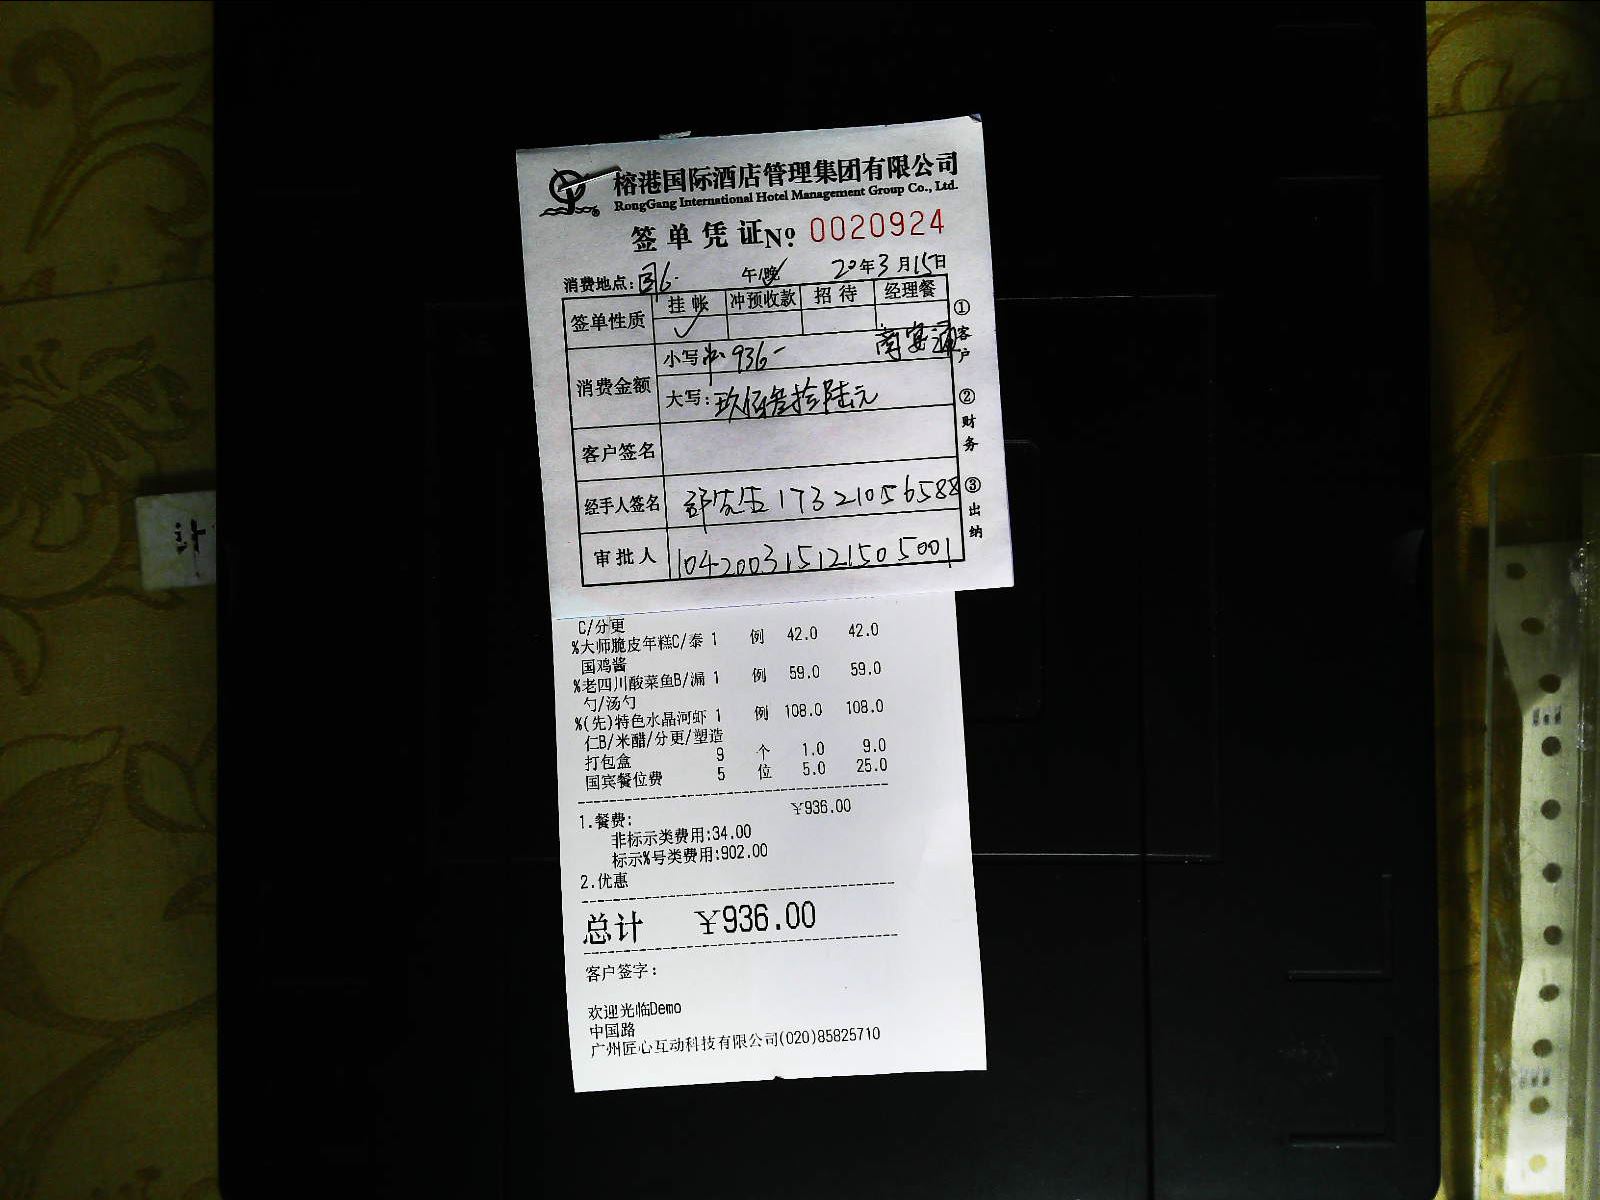 榕港国际酒店管理集团有限公司
RongGang International Hotel Management Group Co., Ltd.
签单凭证 № 0020924
消费地点: 国6. 午/晚 20年3月15日
签单性质 挂帐 冲预收款 招待 经理餐
✓
消费金额 小写 936-
大写: 玖佰叁拾陆元
客户签名
经手人签名 舒先生 17321056588
审批人 104200315121505001
①客户
②财务
③出纳
C/分更
%大师脆皮年糕C/泰 1 例 42.0 42.0
国鸡酱
%老四川酸菜鱼B/漏 1 例 59.0 59.0
勺/汤勺
%(先)特色水晶河虾 1 例 108.0 108.0
仁B/米醋/分更/塑造
打包盒 9 个 1.0 9.0
国宾餐位费 5 位 5.0 25.0
1.餐费: ¥936.00
非标示类费用:34.00
标示%号类费用:902.00
2.优惠
总计 ¥936.00
客户签字:
欢迎光临Demo
中国路
广州匠心互动科技有限公司(020)85825710
计